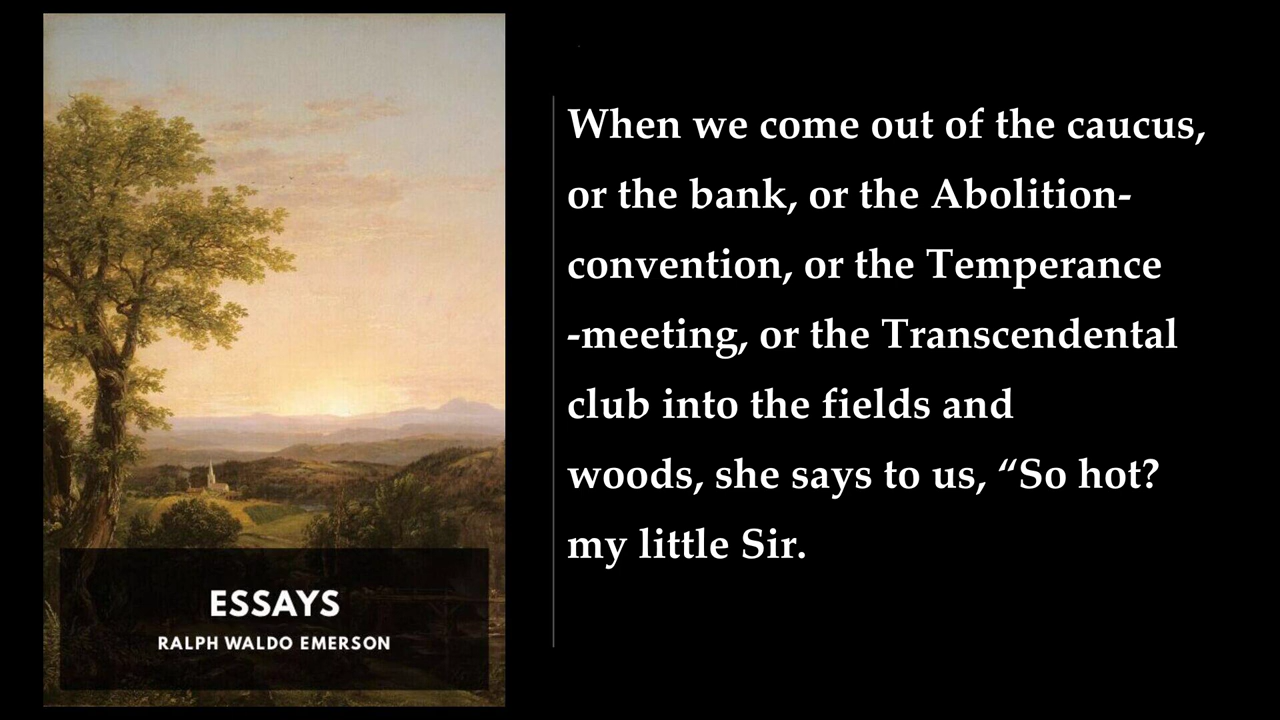 ESSAYS
RALPH WALDO EMERSON
When we come out of the caucus,
or the bank, or the Abolition-
convention, or the Temperance
-meeting, or the Transcendental
club into the fields and
woods, she says to us, “So hot?
my little Sir.